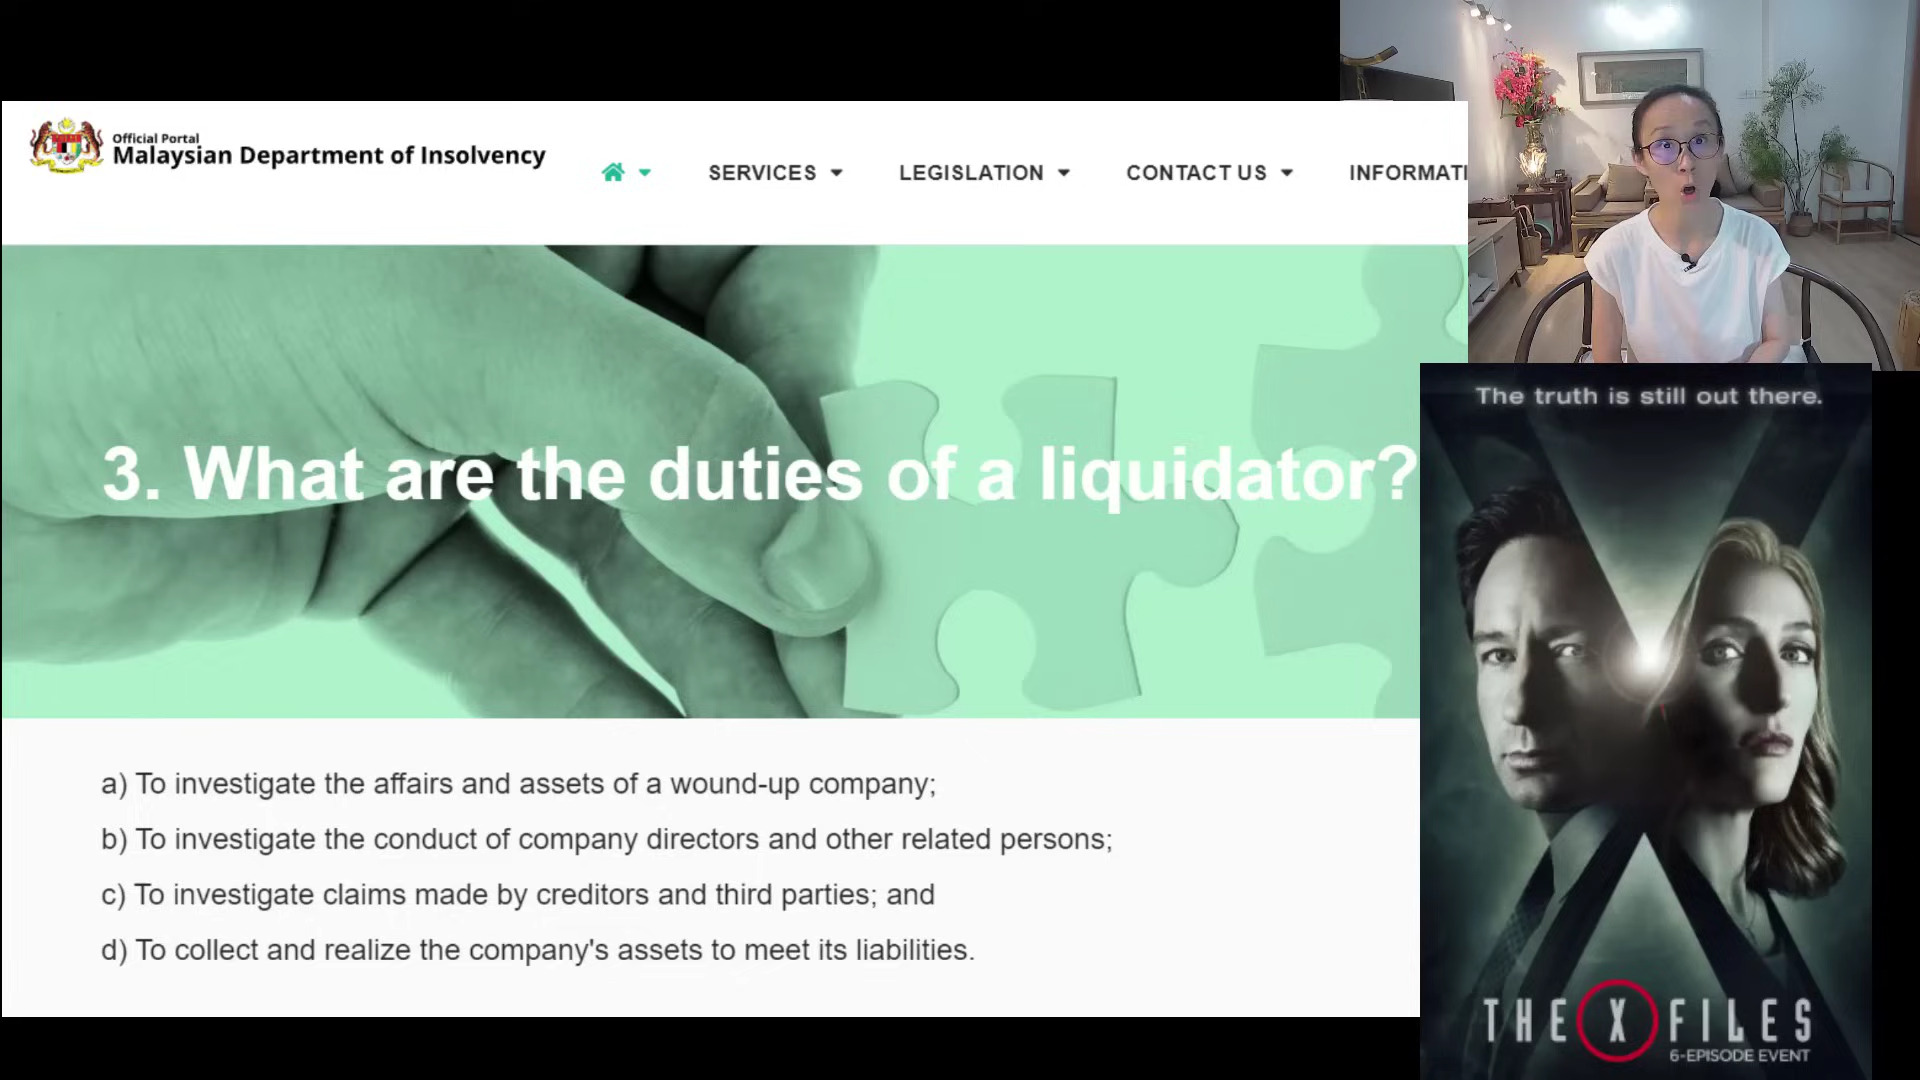 Official Portal
Malaysian Department of Insolvency
SERVICES
LEGISLATION
CONTACT US
INFORMATI
3. What are the duties of a liquidator?
a) To investigate the affairs and assets of a wound-up company;
b) To investigate the conduct of company directors and other related persons;
c) To investigate claims made by creditors and third parties; and
d) To collect and realize the company's assets to meet its liabilities.
The truth is still out there.
THE X FILES
6-EPISODE EVENT